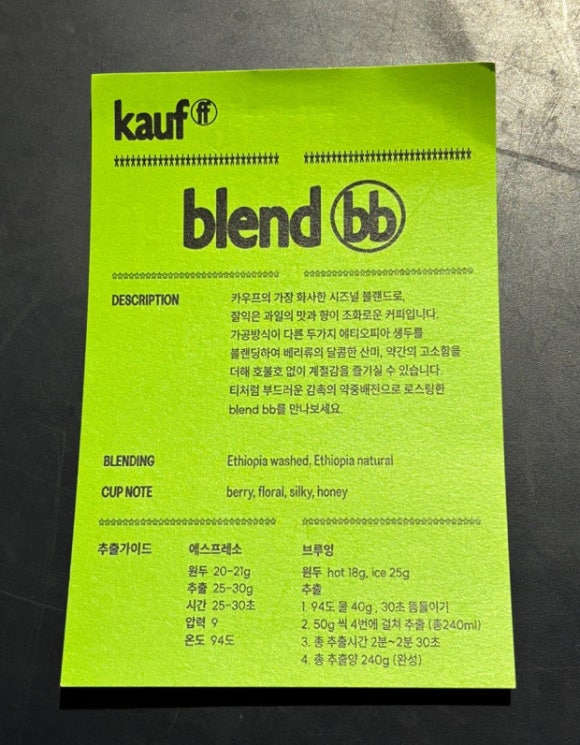 kauf ff
blend bb
DESCRIPTION
카우프의 가장 화사한 시즈널 블랜드로,
잘익은 과일의 맛과 향이 조화로운 커피입니다.
가공방식이 다른 두가지 에티오피아 생두를
블랜딩하여 베리류의 달콤한 산미, 약간의 고소함을
더해 호불호 없이 계절감을 즐기실 수 있습니다.
티처럼 부드러운 감촉의 약중배전으로 로스팅한
blend bb를 만나보세요.
BLENDING Ethiopia washed, Ethiopia natural
CUP NOTE berry, floral, silky, honey
추출가이드
에스프레소
원두 20-21g
추출 25-30g
시간 25-30초
압력 9
온도 94도
브루잉
원두 hot 18g, ice 25g
추출
1. 94도 물 40g , 30초 뜸들이기
2. 50g 씩 4번에 걸쳐 추출 (총240ml)
3. 총 추출시간 2분~2분 30초
4. 총 추출양 240g (완성)